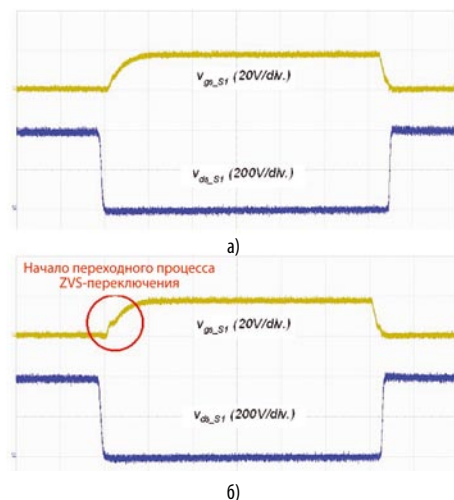 v_gs_S1 (20V/div.)
v_ds_S1 (200V/div.)
а)
Начало переходного процесса
ZVS-переключения
v_gs_S1 (20V/div.)
v_ds_S1 (200V/div.)
б)